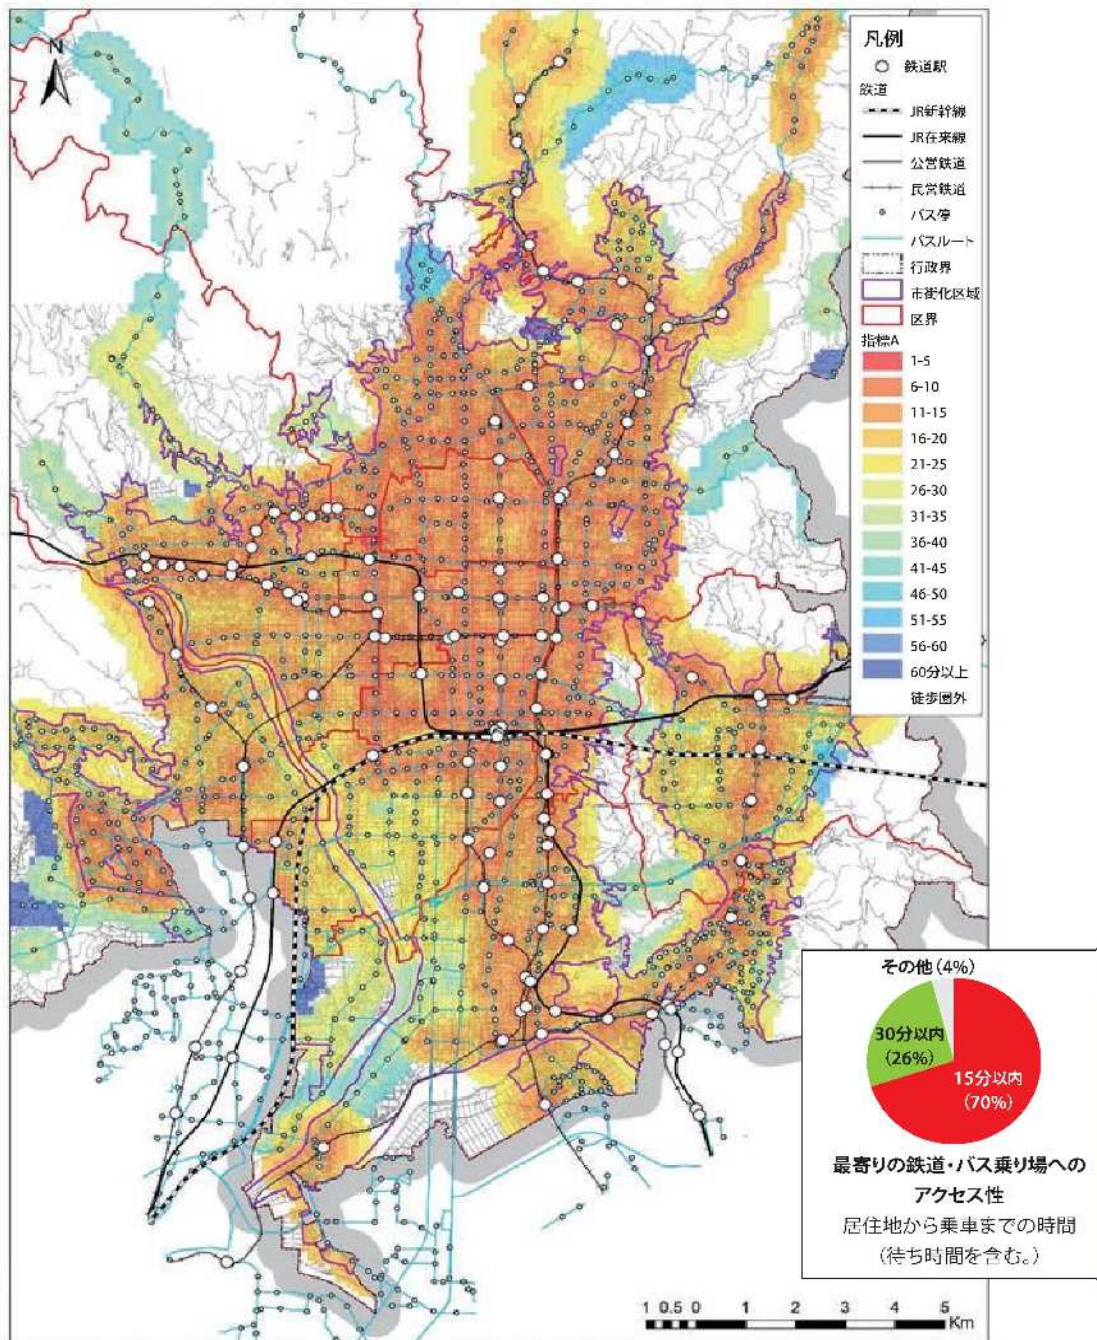 N
凡例
鉄道駅
鉄道
JR新幹線
JR在来線
公営鉄道
民営鉄道
バス停
バスルート
行政界
市街化区域
区界
指標A
1-5
6-10
11-15
16-20
21-25
26-30
31-35
36-40
41-45
46-50
51-55
56-60
60分以上
徒歩圏外
その他(4%)
30分以内
(26%)
15分以内
(70%)
最寄りの鉄道・バス乗り場への
アクセス性
居住地から乗車までの時間
(待ち時間を含む。)
1 0.5 0 1 2 3 4 5
Km